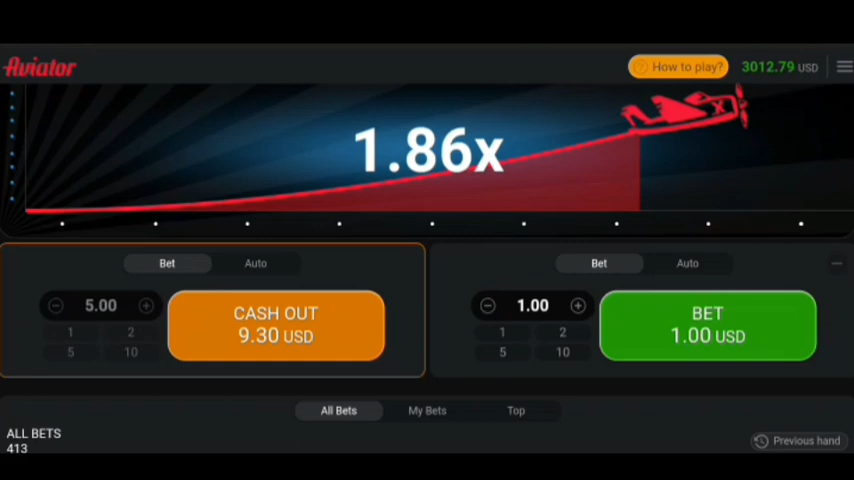 Aviator
How to play?
3012.79 USD
1.86x
Bet
Auto
5.00
1
2
5
10
CASH OUT
9.30 USD
Bet
Auto
1.00
1
2
5
10
BET
1.00 USD
All Bets
My Bets
Top
ALL BETS
413
Previous hand